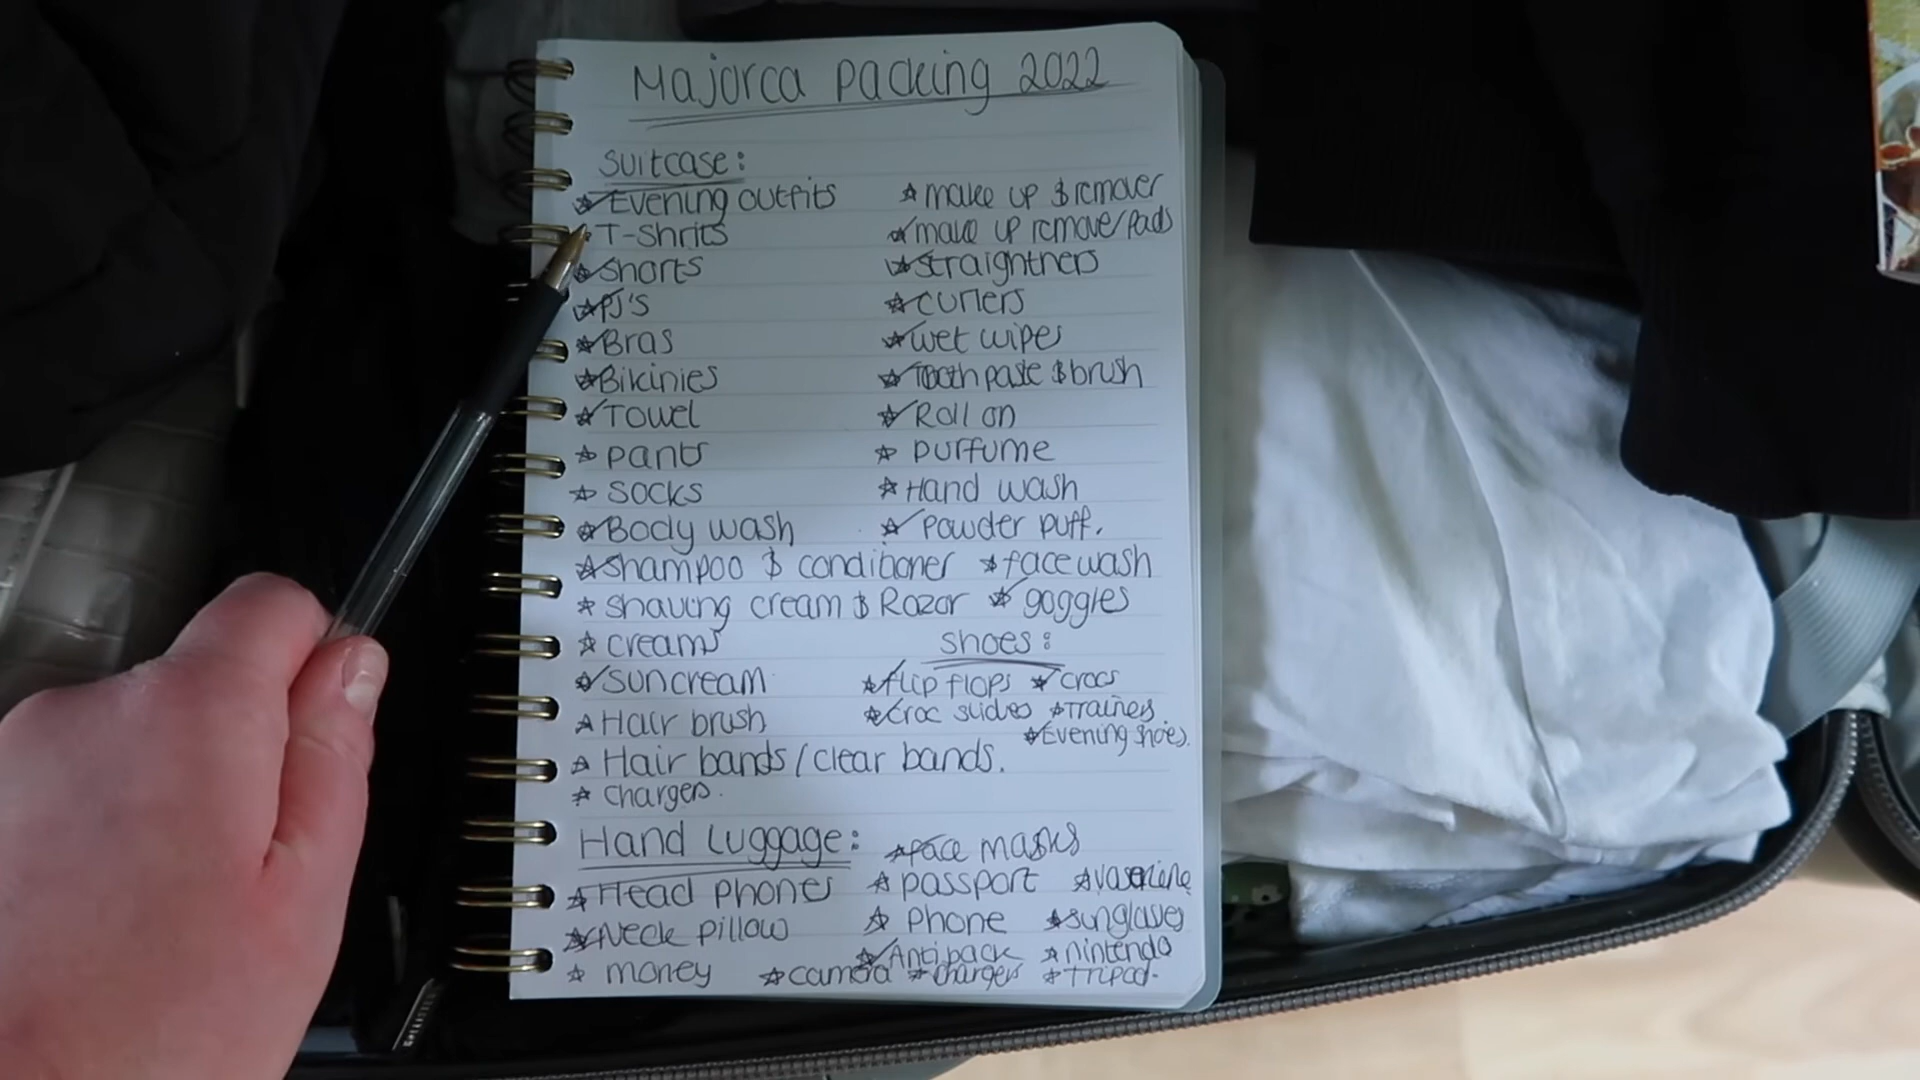 Majorca Packing 2022
Suitcase:
Evening outfits
T-Shrits
Shorts
PJ'S
Bras
Bikinies
Towel
pants
socks
Body wash
Shampoo & conditioner
shaving cream & Razor
creams
suncream
Hair brush
Hair bands/clear bands.
chargers.
make up & remover
make up remove/Pads
Straightners
curlers
wet wipes
Tooth paste & brush
Roll on
purfume
Hand wash
Powder puff.
face wash
goggles
Shoes:
flip flops crocs
croc slides Trainers.
Evening shoes.
Hand Luggage:
Head phones
Neck pillow
money
face masks
passport vaseline
Phone sunglasses
Antipack nintendo
camera chargers Tripod.